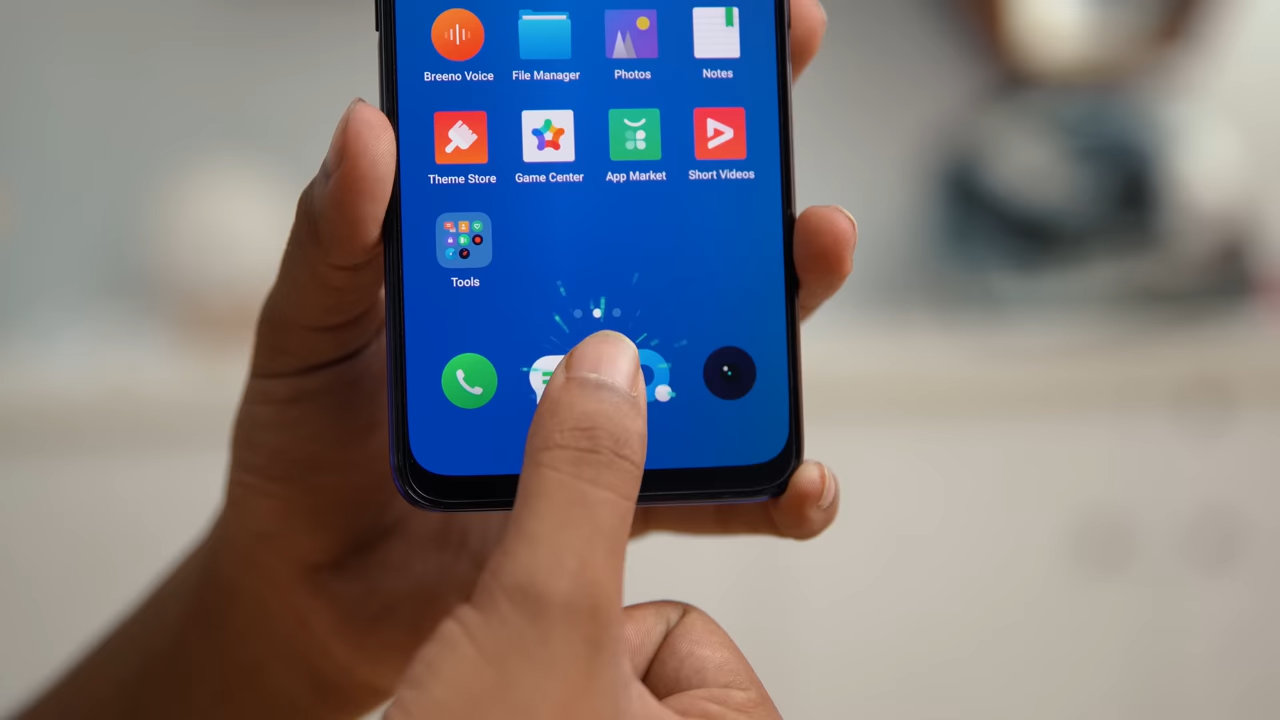 Breeno Voice
File Manager
Photos
Notes
Theme Store
Game Center
App Market
Short Videos
Tools